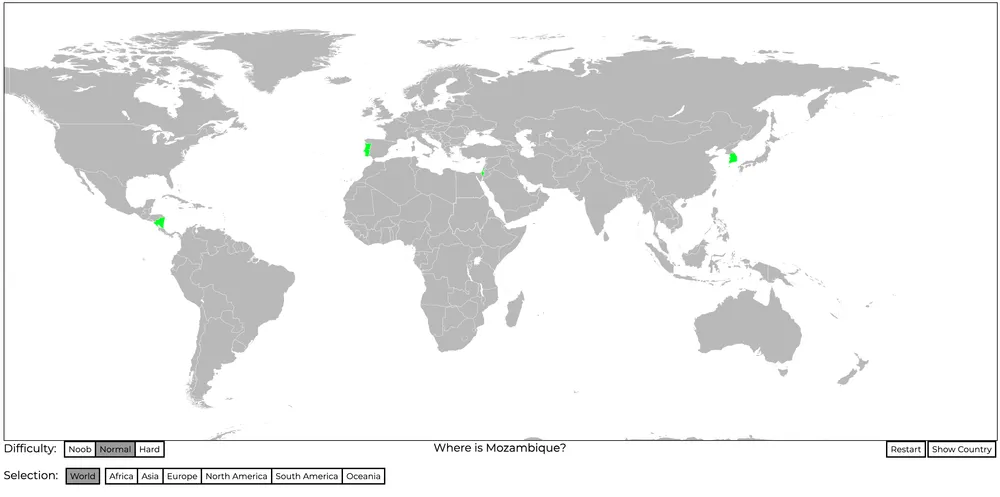 Difficulty: Noob Normal Hard Where is Mozambique? Restart Show Country
Selection: World Africa Asia Europe North America South America Oceania